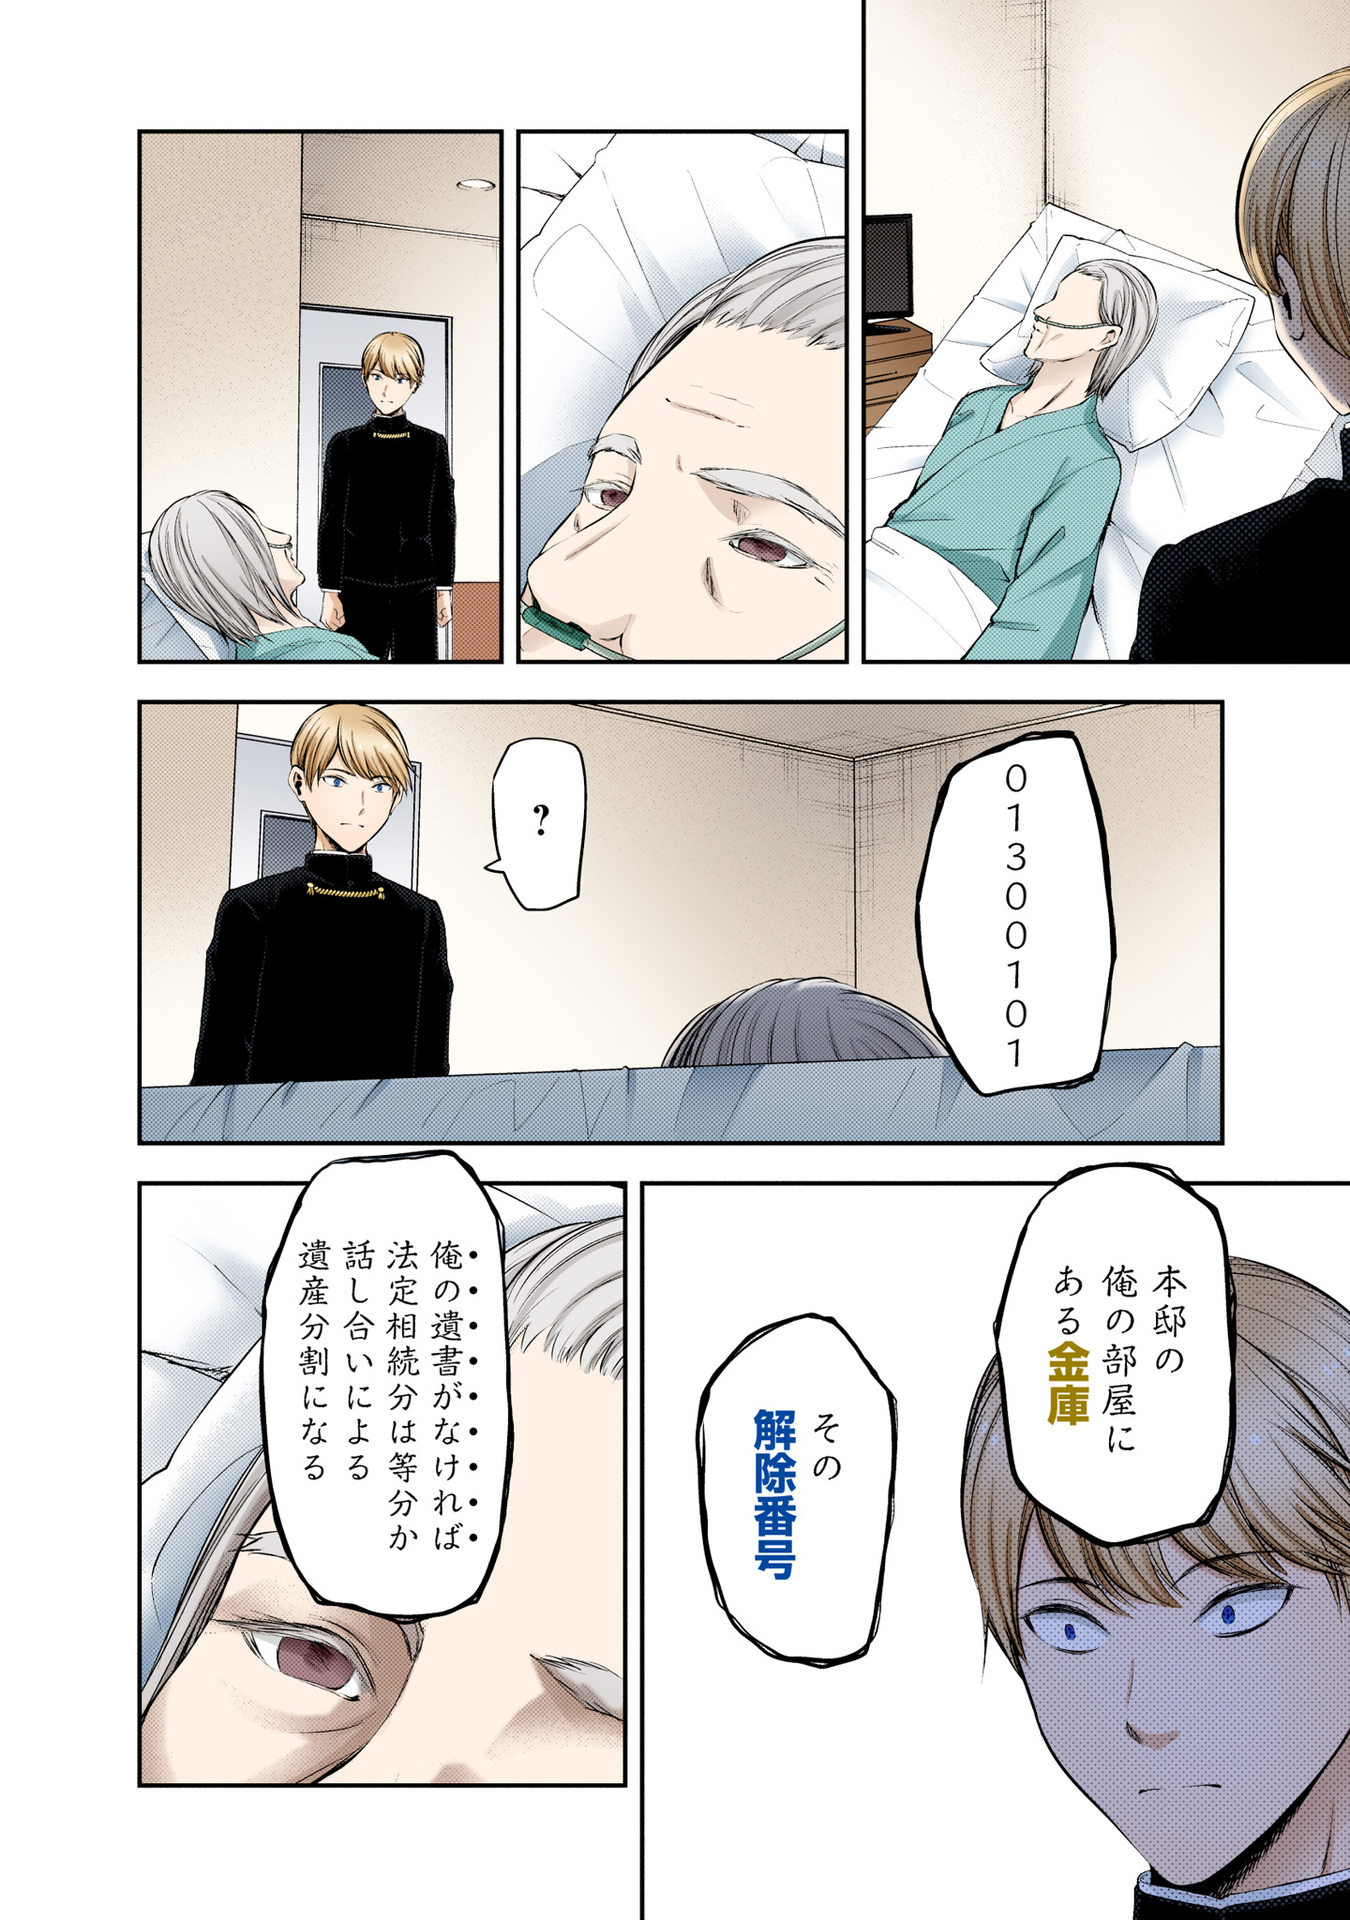 01300101
?
本邸の
俺の部屋に
ある金庫
その
解除番号
俺の遺書がなければ
法定相続分は等分か
話し合いによる
遺産分割になる